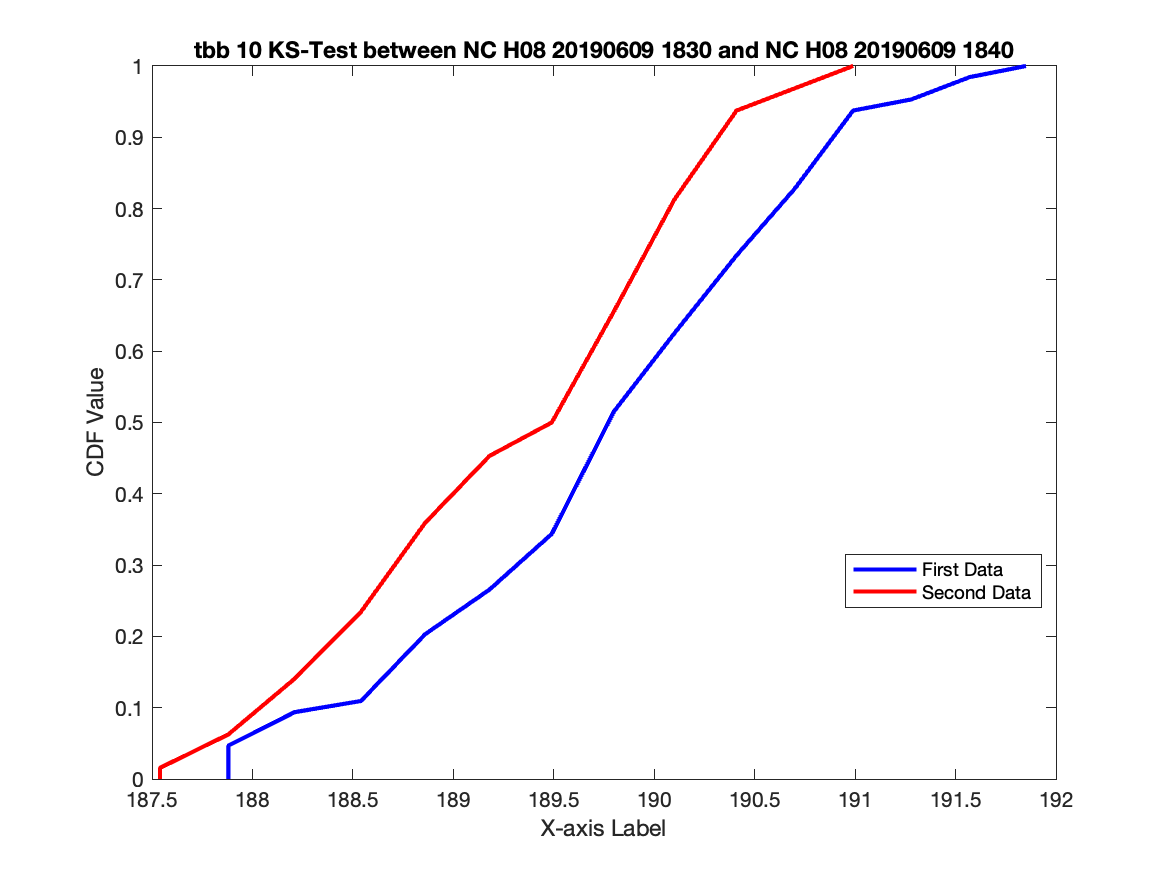 tbb 10 KS-Test between NC H08 20190609 1830 and NC H08 20190609 1840
1
0.9
0.8
0.7
0.6
0.5
0.4
0.3
0.2
0.1
0
CDF Value
First Data
Second Data
187.5 188 188.5 189 189.5 190 190.5 191 191.5 192
X-axis Label